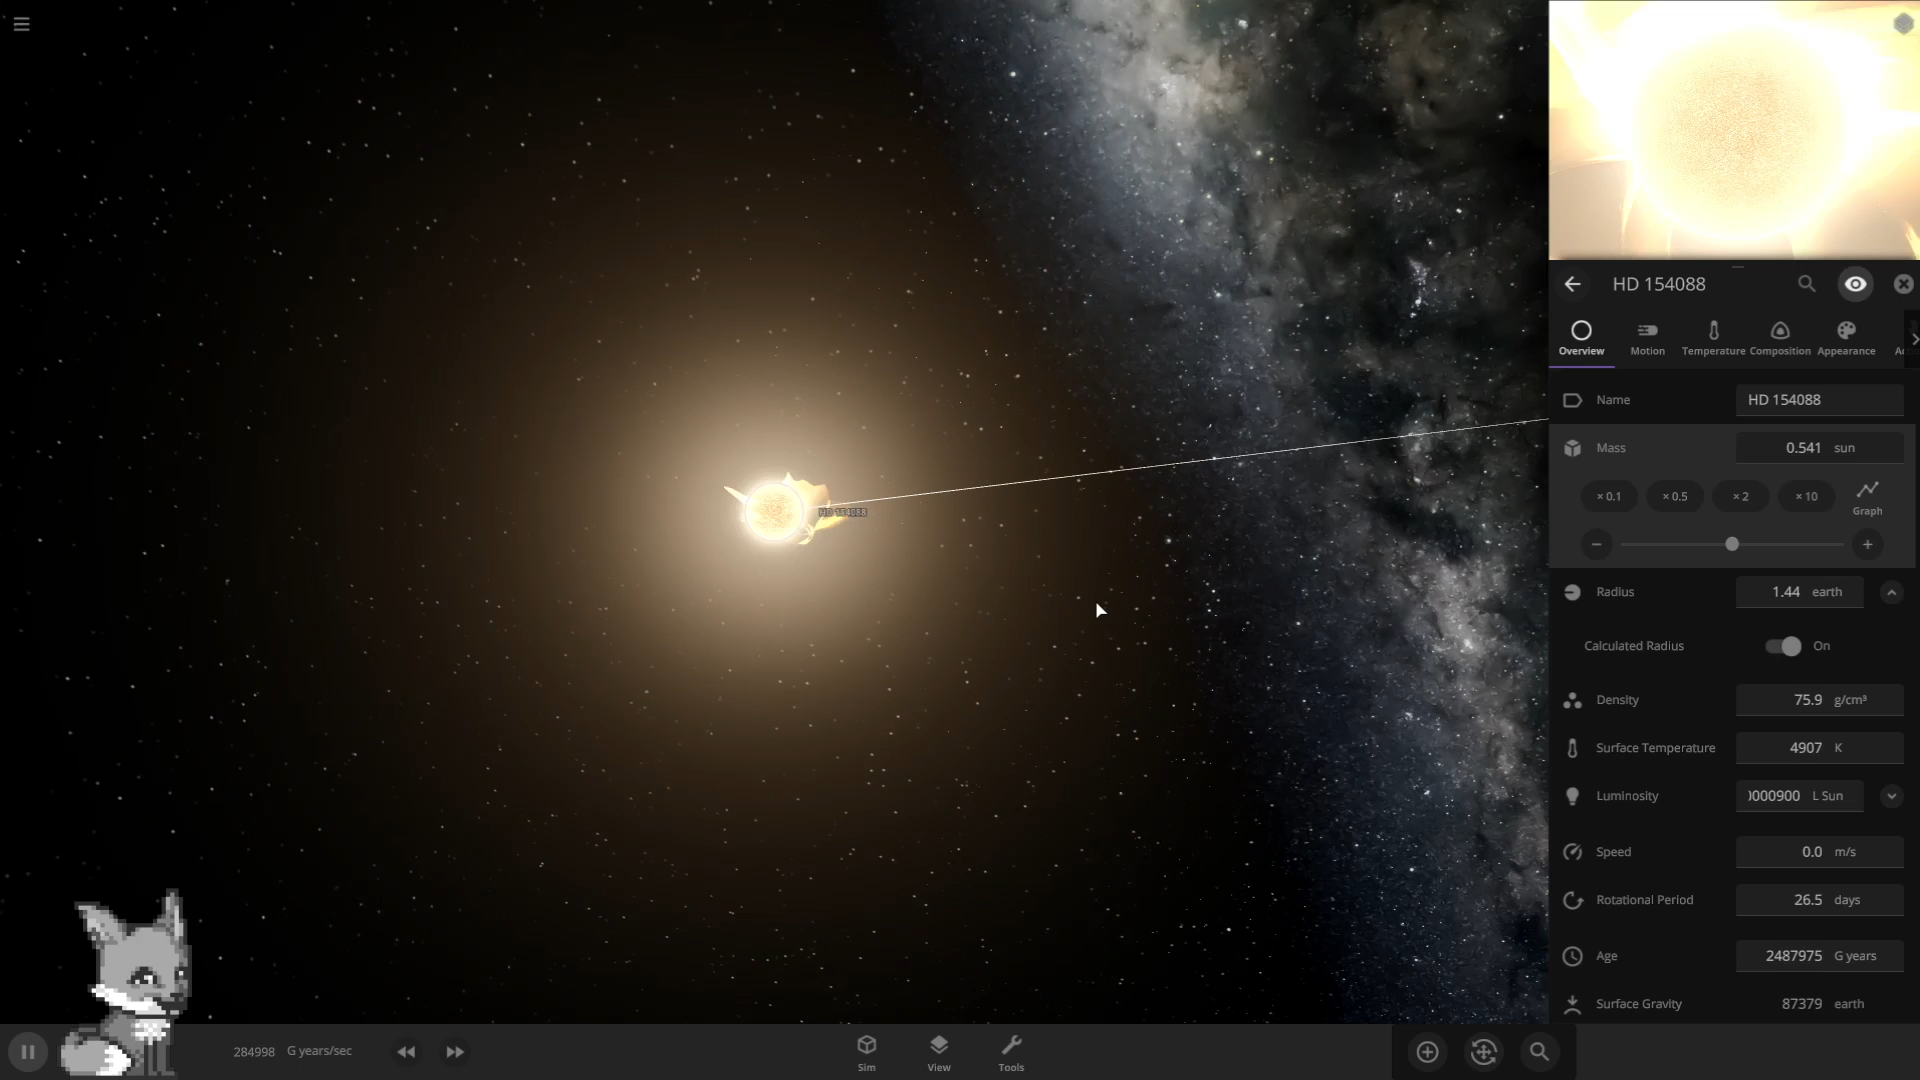 HD 154088
HD 154088
Overview
Motion
Temperature
Composition
Appearance
Name
HD 154088
Mass
0.541 sun
× 0.1
× 0.5
× 2
× 10
Graph
Radius
1.44 earth
Calculated Radius
On
Density
75.9 g/cm³
Surface Temperature
4907 K
Luminosity
000900 L Sun
Speed
0.0 m/s
Rotational Period
26.5 days
Age
2487975 G years
Surface Gravity
87379 earth
284998 G years/sec
Sim
View
Tools